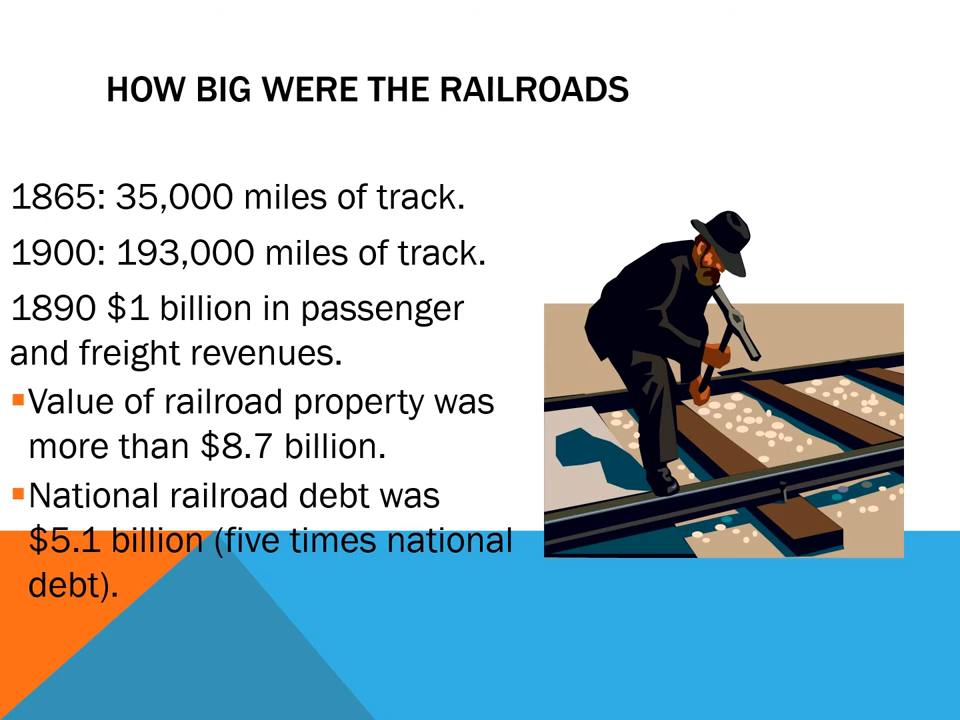 HOW BIG WERE THE RAILROADS
1865: 35,000 miles of track.
1900: 193,000 miles of track.
1890 $1 billion in passenger
and freight revenues.
▪Value of railroad property was
more than $8.7 billion.
▪National railroad debt was
$5.1 billion (five times national
debt).